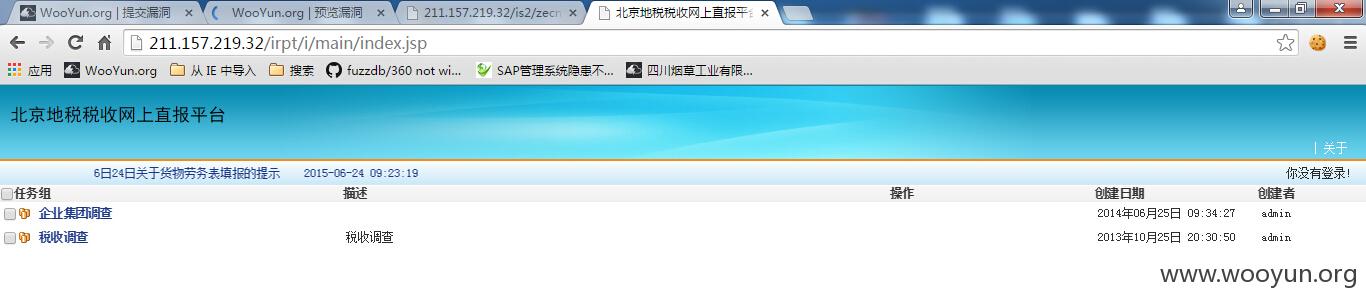 WooYun.org | 提交漏洞
WooYun.org | 预览漏洞
211.157.219.32/is2/zecn
北京地税税收网上直报平台
211.157.219.32/irpt/i/main/index.jsp
应用 WooYun.org 从 IE 中导入 搜索 fuzzdb/360 not wi... SAP管理系统隐患不... 四川烟草工业有限...
北京地税税收网上直报平台
| 关于
6日24日关于货物劳务表填报的提示 2015-06-24 09:23:19 你没有登录!
任务组 描述 操作 创建日期 创建者
企业集团调查 2014年06月25日 09:34:27 admin
税收调查 税收调查 2013年10月25日 20:30:50 admin
www.wooyun.org